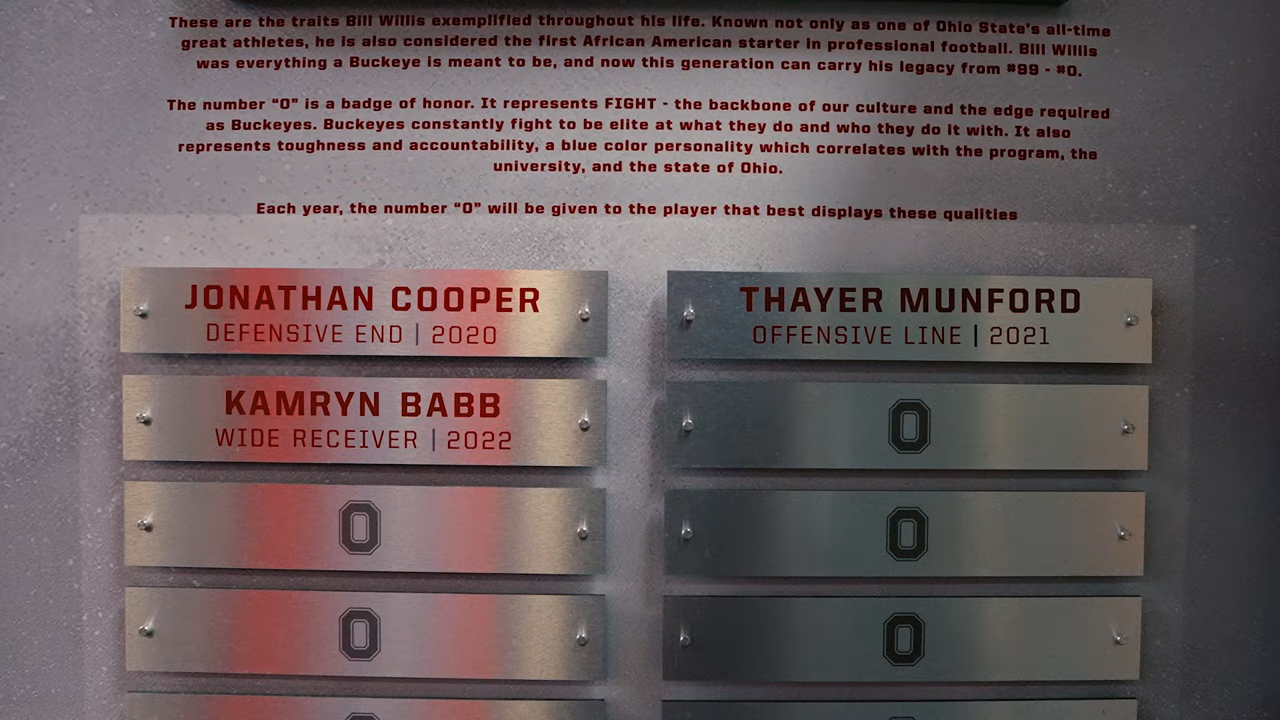 These are the traits Bill Willis exemplified throughout his life. Known not only as one of Ohio State's all-time
great athletes, he is also considered the first African American starter in professional football. Bill Willis
was everything a Buckeye is meant to be, and now this generation can carry his legacy from #99 - #0.
The number “0” is a badge of honor. It represents FIGHT - the backbone of our culture and the edge required
as Buckeyes. Buckeyes constantly fight to be elite at what they do and who they do it with. It also
represents toughness and accountability, a blue color personality which correlates with the program, the
university, and the state of Ohio.
Each year, the number “0” will be given to the player that best displays these qualities
JONATHAN COOPER
DEFENSIVE END | 2020
THAYER MUNFORD
OFFENSIVE LINE | 2021
KAMRYN BABB
WIDE RECEIVER | 2022
0
0
0
0
0